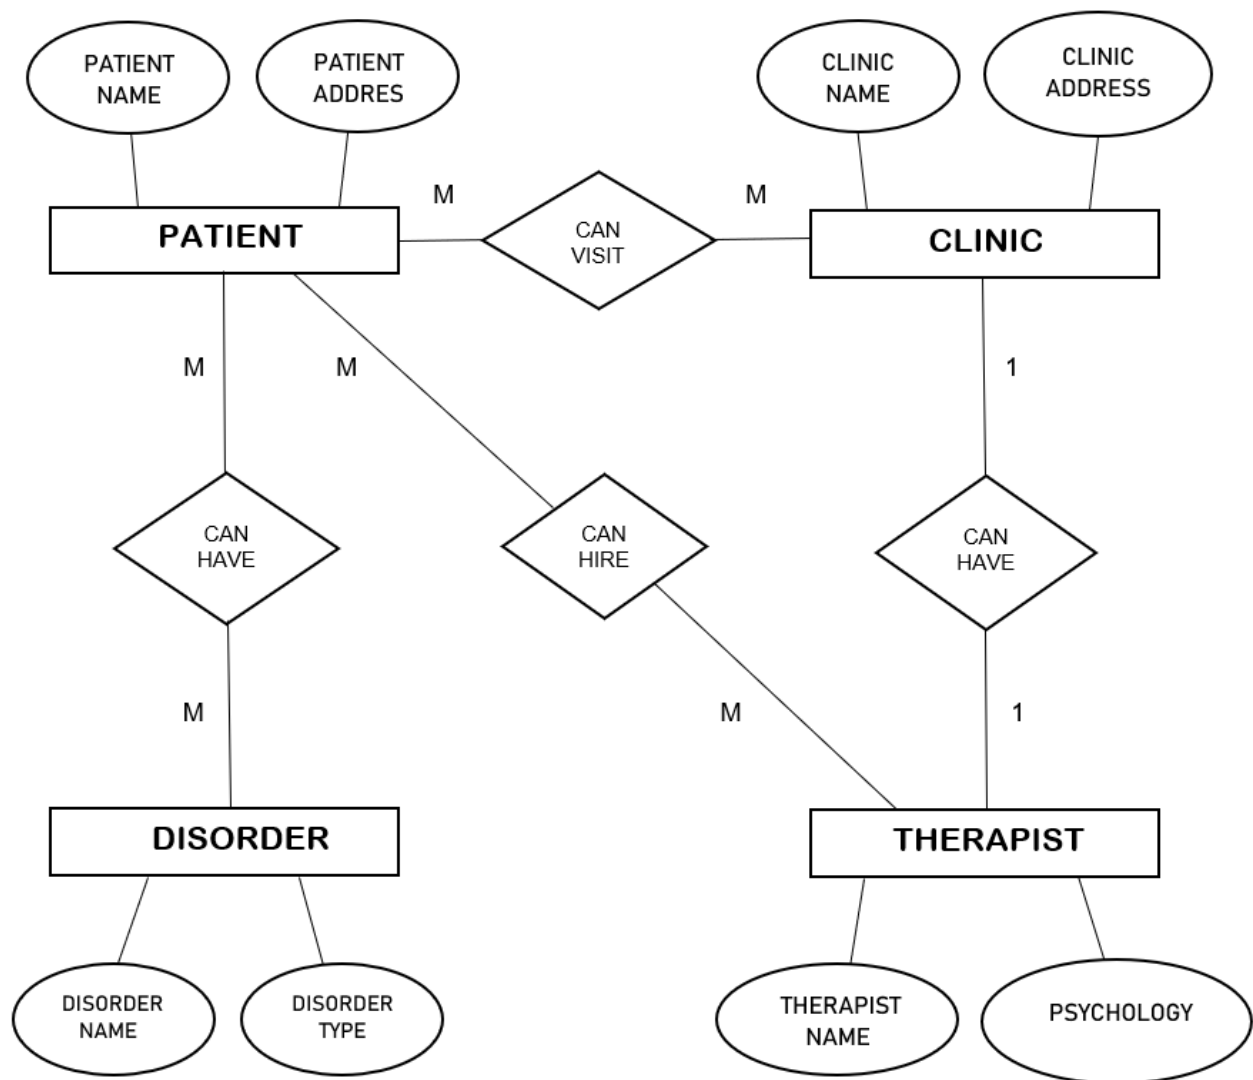 PATIENT
NAME
PATIENT
ADDRES
CLINIC
NAME
CLINIC
ADDRESS
PATIENT
M
CAN
VISIT
M
CLINIC
M
M
1
CAN
HAVE
CAN
HIRE
CAN
HAVE
M
M
1
DISORDER
THERAPIST
DISORDER
NAME
DISORDER
TYPE
THERAPIST
NAME
PSYCHOLOGY